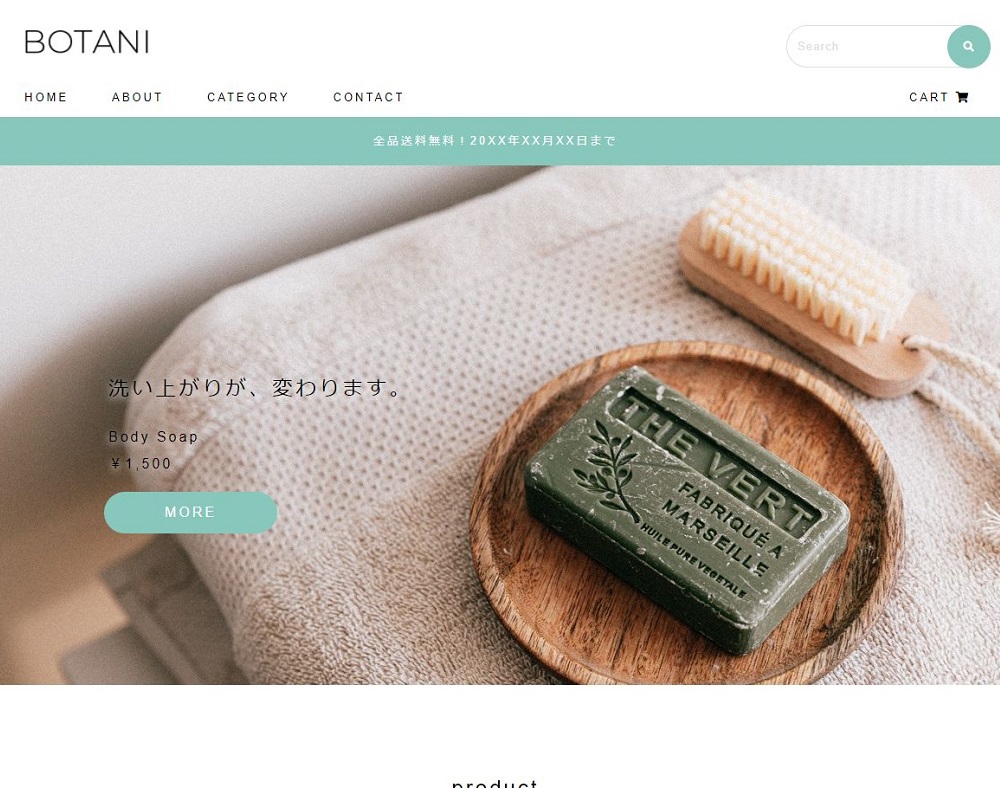 BOTANI
Search
HOME ABOUT CATEGORY CONTACT CART
全品送料無料！20XX年XX月XX日まで
洗い上がりが、変わります。
Body Soap
￥1,500
MORE
THE VERT
FABRIQUÉ A
MARSEILLE
HUILE PURE VEGETALE
product